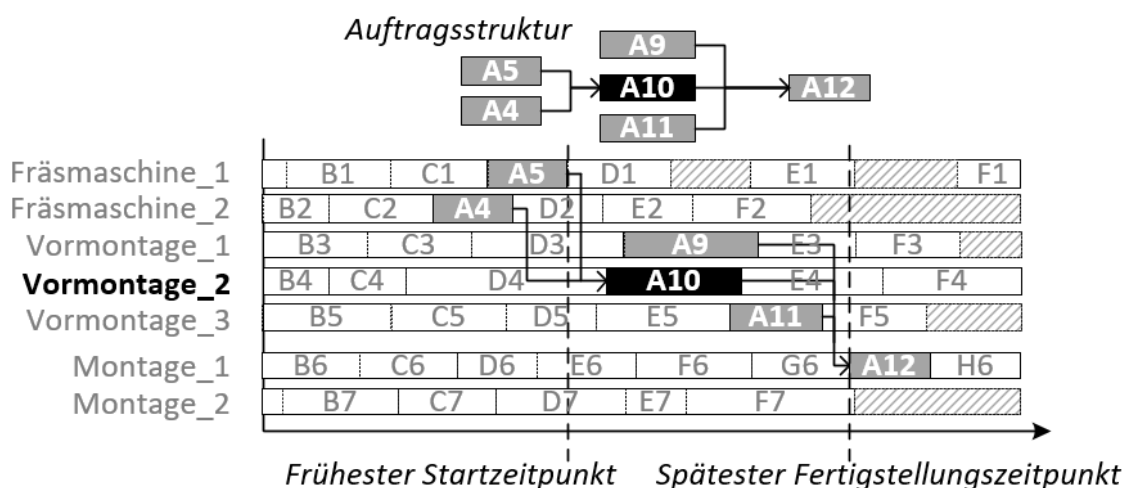 Auftragsstruktur
A9
A5
A10
A12
A4
A11
Fräsmaschine_1 B1 C1 A5 D1 E1 F1
Fräsmaschine_2 B2 C2 A4 D2 E2 F2
Vormontage_1 B3 C3 D3 A9 E3 F3
Vormontage_2 B4 C4 D4 A10 E4 F4
Vormontage_3 B5 C5 D5 E5 A11 F5
Montage_1 B6 C6 D6 E6 F6 G6 A12 H6
Montage_2 B7 C7 D7 E7 F7
Frühester Startzeitpunkt Spätester Fertigstellungszeitpunkt